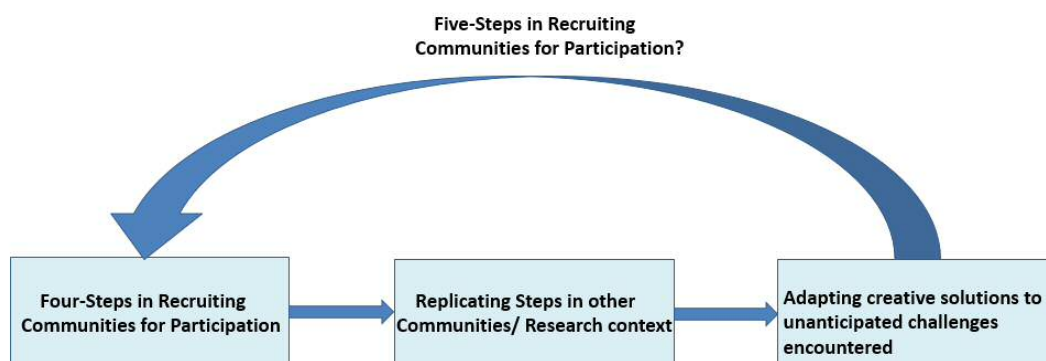 Five-Steps in Recruiting
Communities for Participation?
Four-Steps in Recruiting
Communities for Participation
Replicating Steps in other
Communities/ Research context
Adapting creative solutions to
unanticipated challenges
encountered